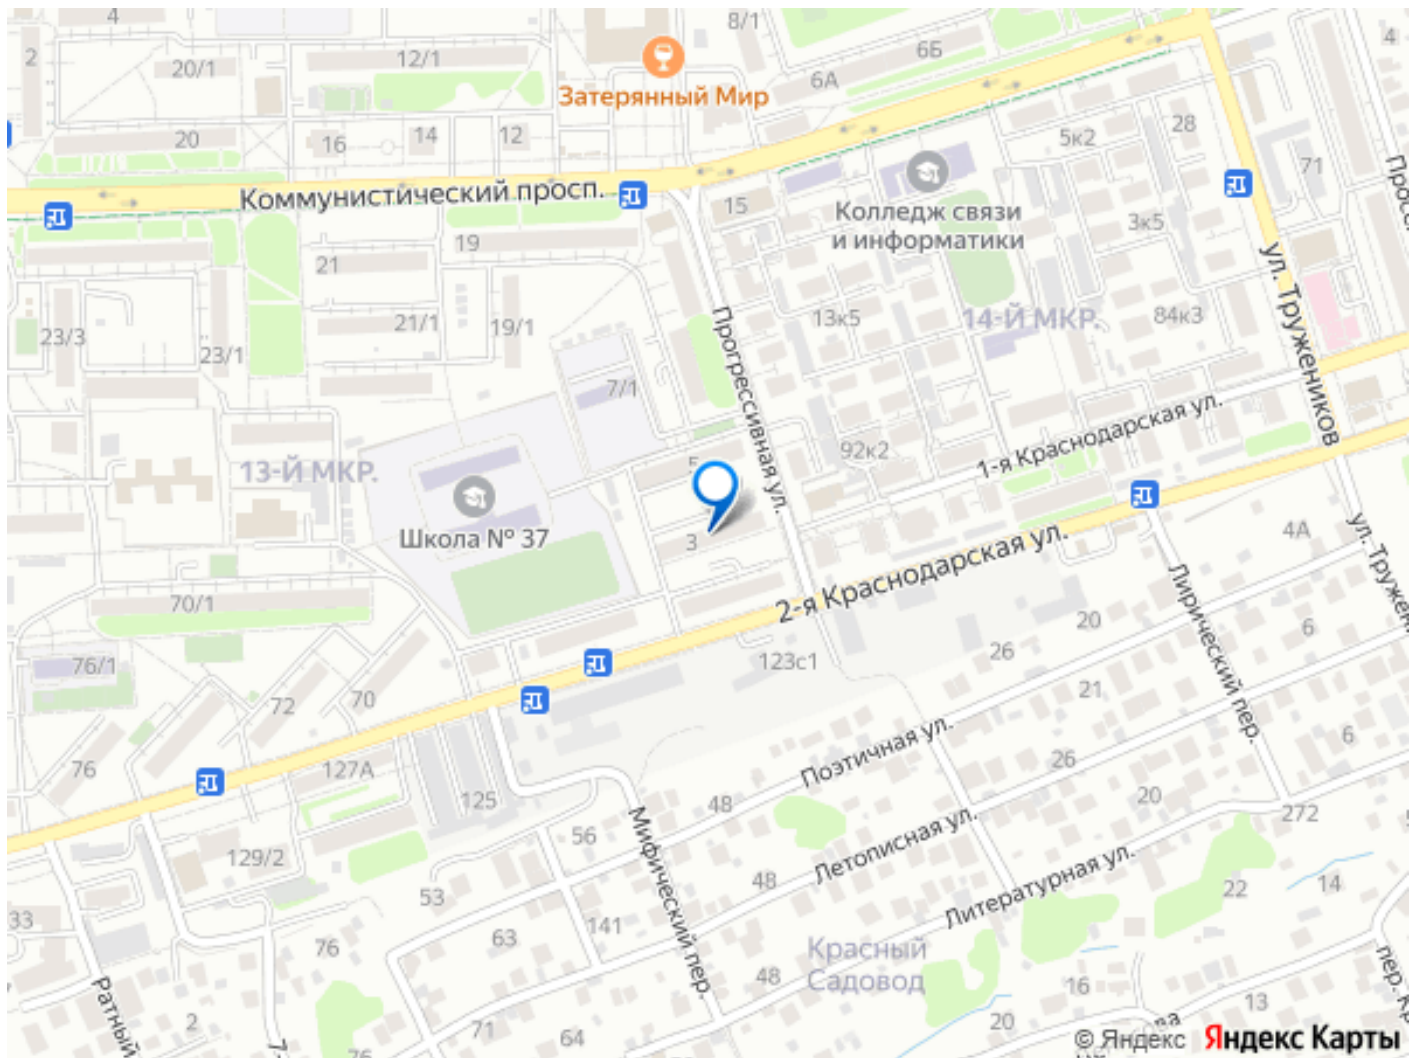 4
8/1
2
20/1
12/1
6Б
4
6А
Затерянный Мир
20
16
14
12
5к2
28
71
Коммунистический просп.
15
Колледж связи
и информатики
3к5
19
21
ул. Тружеников
23/3
21/1
19/1
23/1
Прогрессивная ул.
13к5
14-Й МКР.
84к3
7/1
1-я Краснодарская ул.
92к2
13-Й МКР.
5
Школа № 37
3
2-я Краснодарская ул.
4А
70/1
20
6
Лирический пер.
76/1
123с1
26
21
72
70
Поэтичная ул.
26
6
76
127А
125
48
20
272
Мифический пер.
56
Летописная ул.
129/2
48
Литературная ул.
22
14
53
33
141
63
76
Красный
Садовод
48
16
13
Ратный
2
71
64
20
75
© Яндекс
Яндекс Карты